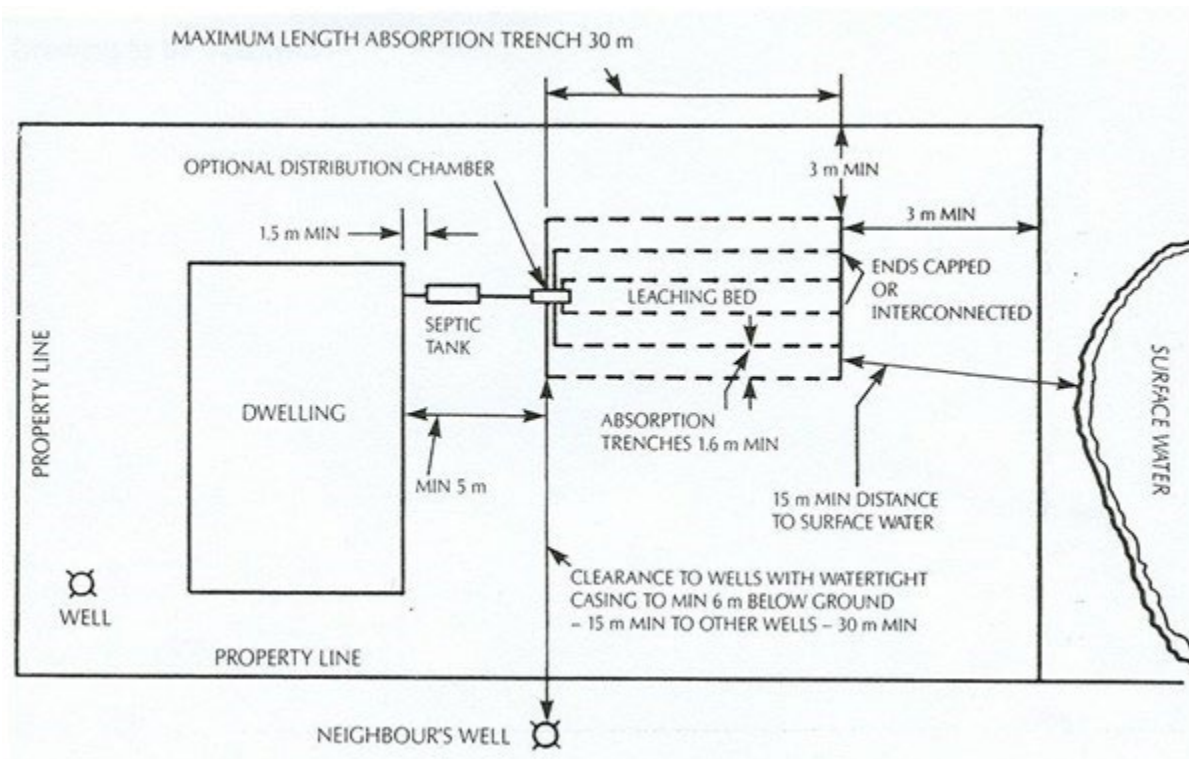 MAXIMUM LENGTH ABSORPTION TRENCH 30 m
OPTIONAL DISTRIBUTION CHAMBER
3 m MIN
3 m MIN
1.5 m MIN
ENDS CAPPED
OR
INTERCONNECTED
LEACHING BED
SEPTIC
TANK
PROPERTY LINE
SURFACE WATER
DWELLING
ABSORPTION
TRENCHES 1.6 m MIN
MIN 5 m
15 m MIN DISTANCE
TO SURFACE WATER
CLEARANCE TO WELLS WITH WATERTIGHT
CASING TO MIN 6 m BELOW GROUND
– 15 m MIN TO OTHER WELLS – 30 m MIN
WELL
PROPERTY LINE
NEIGHBOUR'S WELL